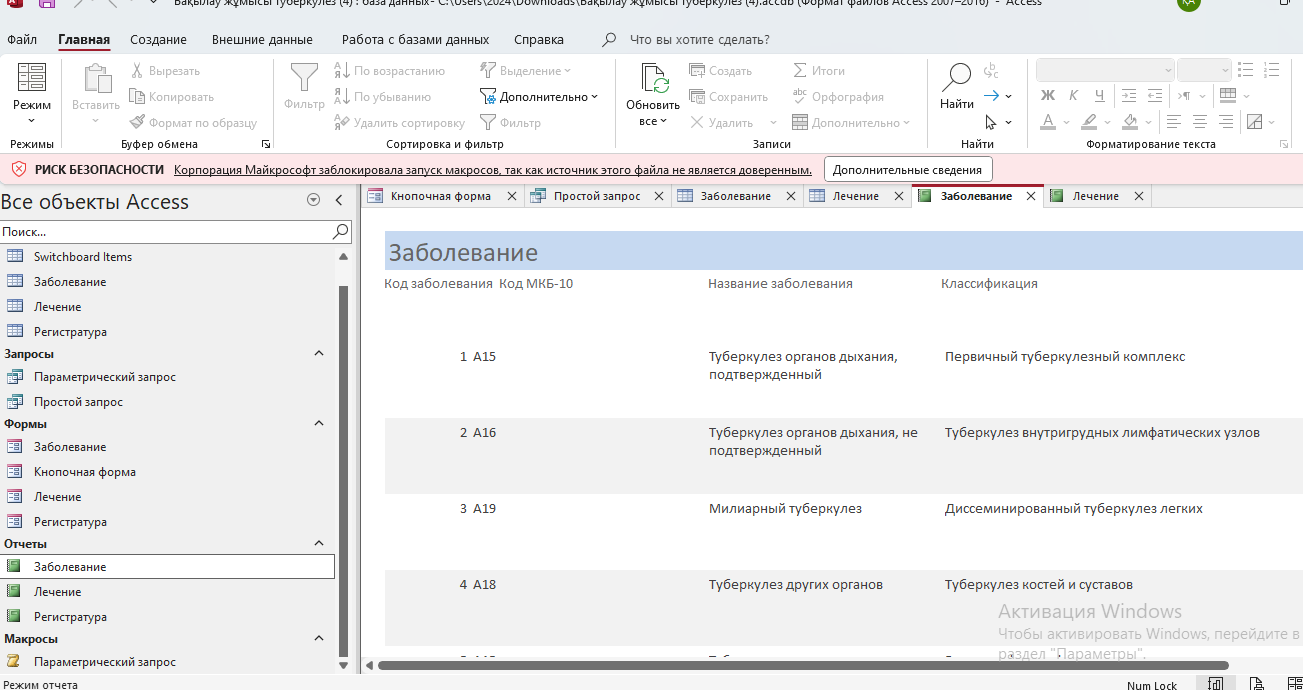 Бақылау жұмысы туберкулез (4) : база данных- C:\Users\2024\Downloads\Бақылау жұмысы туберкулез (4).accdb (Формат файлов Access 2007–2016) - Access
Файл Главная Создание Внешние данные Работа с базами данных Справка Что вы хотите сделать?
Режим
Режимы
Вставить
Вырезать
Копировать
Формат по образцу
Буфер обмена
Фильтр
По возрастанию
По убыванию
Удалить сортировку
Выделение
Дополнительно
Фильтр
Сортировка и фильтр
Обновить
все
Создать
Сохранить
Удалить
Итоги
Орфография
Дополнительно
Записи
Найти
Найти
Ж К Ч
Форматирование текста
РИСК БЕЗОПАСНОСТИ Корпорация Майкрософт заблокировала запуск макросов, так как источник этого файла не является доверенным. Дополнительные сведения
Все объекты Access
Поиск...
Switchboard Items
Заболевание
Лечение
Регистратура
Запросы
Параметрический запрос
Простой запрос
Формы
Заболевание
Кнопочная форма
Лечение
Регистратура
Отчеты
Заболевание
Лечение
Регистратура
Макросы
Параметрический запрос
Кнопочная форма Простой запрос Заболевание Лечение Заболевание Лечение
Заболевание
Код заболевания Код МКБ-10 Название заболевания Классификация
1 A15 Туберкулез органов дыхания, Первичный туберкулезный комплекс
подтвержденный
2 A16 Туберкулез органов дыхания, не Туберкулез внутригрудных лимфатических узлов
подтвержденный
3 A19 Милиарный туберкулез Диссеминированный туберкулез легких
4 A18 Туберкулез других органов Туберкулез костей и суставов
Активация Windows
Чтобы активировать Windows, перейдите в
раздел "Параметры".
Режим отчета Num Lock